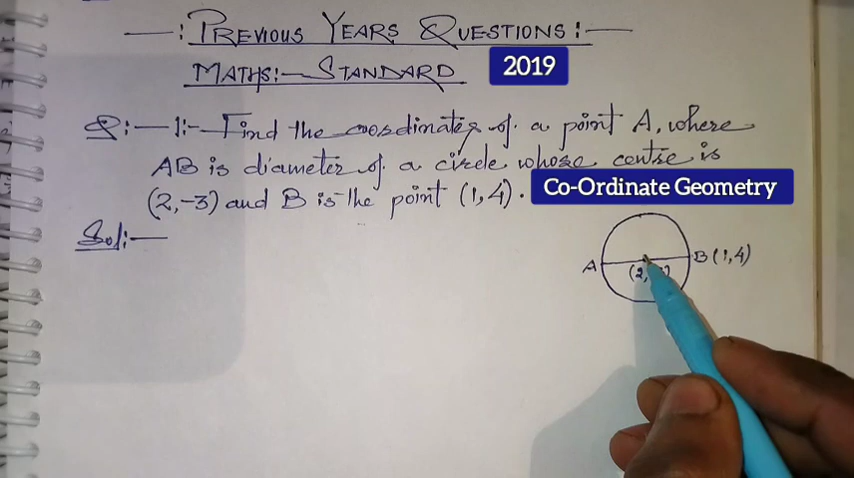 —: PREVIOUS YEARS QUESTIONS :—
MATHS:— STANDARD 2019
Q:— 1:— Find the coordinates of a point A, where
AB is diameter of a circle whose centre is
(2,-3) and B is the point (1,4).
Co-Ordinate Geometry
Sol:—
A B(1,4)
(2,